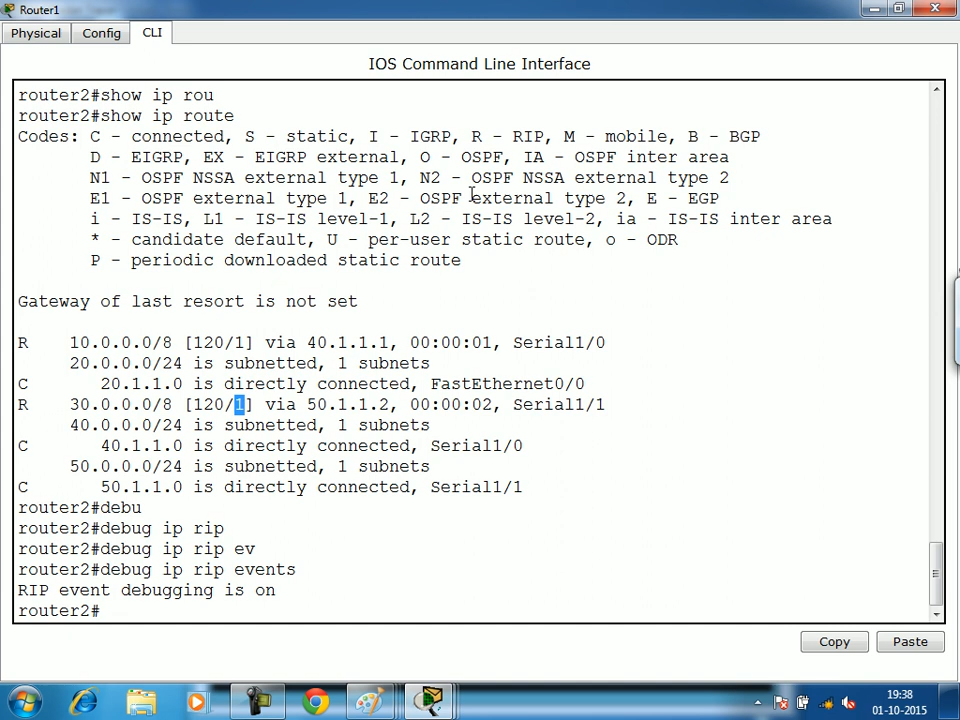 Router1
Physical Config CLI
IOS Command Line Interface
router2#show ip rou
router2#show ip route
Codes: C - connected, S - static, I - IGRP, R - RIP, M - mobile, B - BGP
D - EIGRP, EX - EIGRP external, O - OSPF, IA - OSPF inter area
N1 - OSPF NSSA external type 1, N2 - OSPF NSSA external type 2
E1 - OSPF external type 1, E2 - OSPF external type 2, E - EGP
i - IS-IS, L1 - IS-IS level-1, L2 - IS-IS level-2, ia - IS-IS inter area
* - candidate default, U - per-user static route, o - ODR
P - periodic downloaded static route
Gateway of last resort is not set
R 10.0.0.0/8 [120/1] via 40.1.1.1, 00:00:01, Serial1/0
20.0.0.0/24 is subnetted, 1 subnets
C 20.1.1.0 is directly connected, FastEthernet0/0
R 30.0.0.0/8 [120/1] via 50.1.1.2, 00:00:02, Serial1/1
40.0.0.0/24 is subnetted, 1 subnets
C 40.1.1.0 is directly connected, Serial1/0
50.0.0.0/24 is subnetted, 1 subnets
C 50.1.1.0 is directly connected, Serial1/1
router2#debu
router2#debug ip rip
router2#debug ip rip ev
router2#debug ip rip events
RIP event debugging is on
router2#
Copy Paste
19:38
01-10-2015